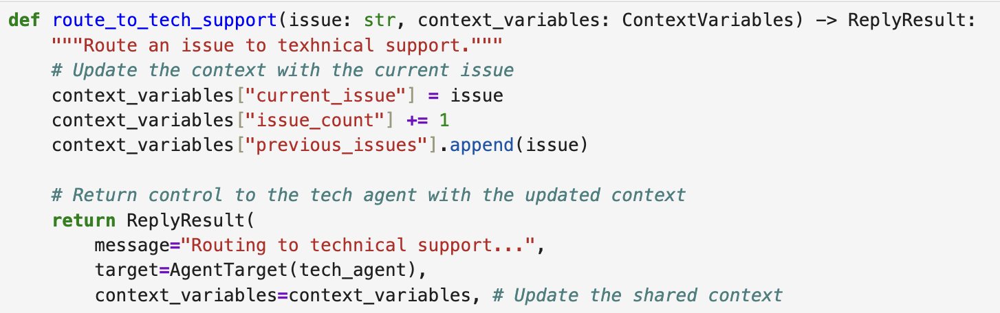 def route_to_tech_support(issue: str, context_variables: ContextVariables) -> ReplyResult:
    """Route an issue to texhnical support."""
    # Update the context with the current issue
    context_variables["current_issue"] = issue
    context_variables["issue_count"] += 1
    context_variables["previous_issues"].append(issue)

    # Return control to the tech agent with the updated context
    return ReplyResult(
        message="Routing to technical support...",
        target=AgentTarget(tech_agent),
        context_variables=context_variables, # Update the shared context